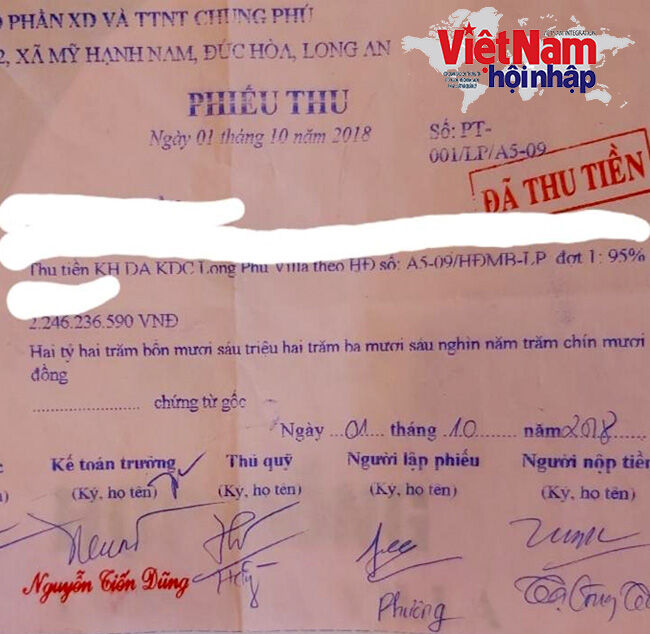 PHẦN XD VÀ TTNT CHUNG PHÚ
2, XÃ MỸ HẠNH NAM, ĐỨC HÒA, LONG AN
VIETNAM INTEGRATION
ViệtNam
hội nhập
PHIẾU THU
Ngày 01 tháng 10 năm 2018
Số: PT-
001/LP/A5-09
ĐÃ THU TIỀN
Thu tiền KH DA KDC Long Phú Villa theo HĐ số: A5-09/HĐMB-LP đợt 1: 95%
2.246.236.590 VNĐ
Hai tỷ hai trăm bốn mươi sáu triệu hai trăm ba mươi sáu nghìn năm trăm chín mươi
đồng
.................... chứng từ gốc
Ngày ...01.... tháng ..10..... năm 2018......
Kế toán trưởng Thủ quỹ Người lập phiếu Người nộp tiền
(Ký, họ tên) (Ký, họ tên) (Ký, họ tên) (Ký, họ tên)
Nguyễn Tiến Dũng
Phương